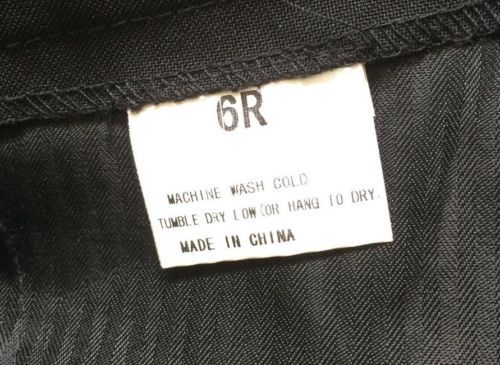 6R
MACHINE WASH COLD
TUMBLE DRY LOW(OR HANG TO DRY.
MADE IN CHINA